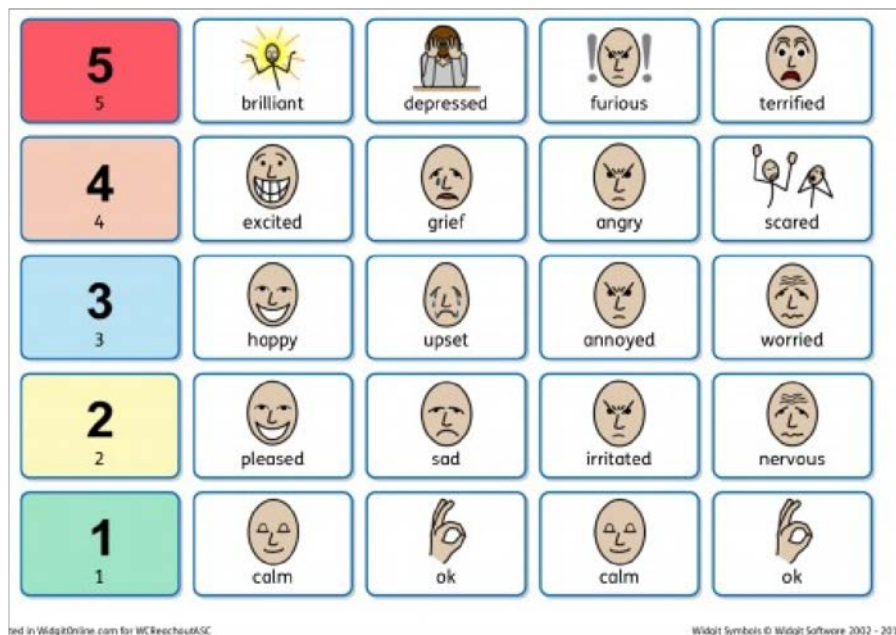 5
5
brilliant
depressed
furious
terrified
4
4
excited
grief
angry
scared
3
3
happy
upset
annoyed
worried
2
2
pleased
sad
irritated
nervous
1
1
calm
ok
calm
ok
in WidgitOnline.com for WCReachoutASC
Widgit Symbols © Widgit Software 2002 -